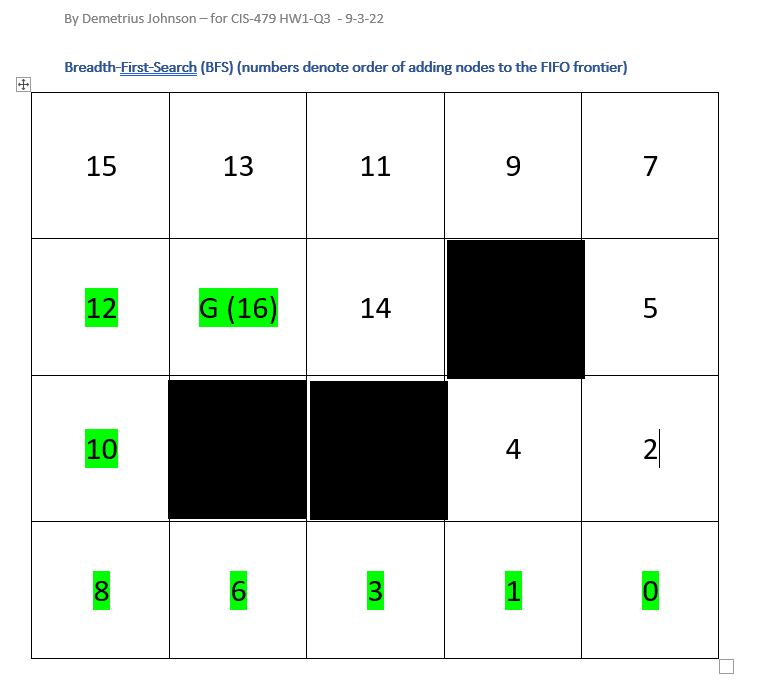 By Demetrius Johnson – for CIS-479 HW1-Q3 - 9-3-22
Breadth-First-Search (BFS) (numbers denote order of adding nodes to the FIFO frontier)
15 13 11 9 7
12 G (16) 14 5
10 4 2
8 6 3 1 0